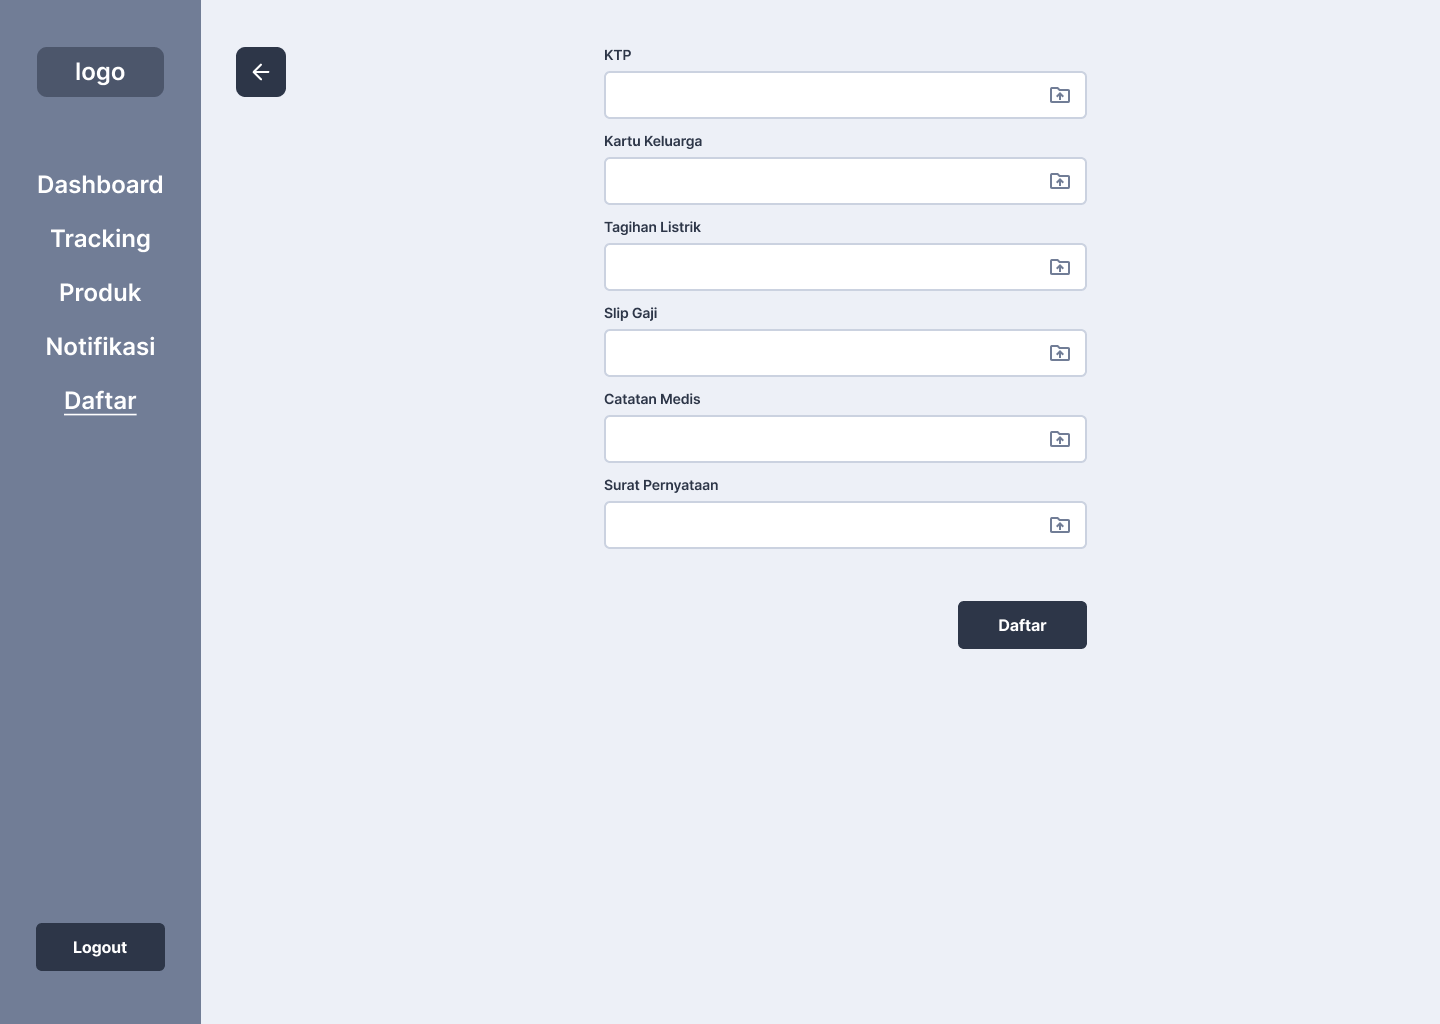 logo
Dashboard
Tracking
Produk
Notifikasi
Daftar
Logout
KTP
Kartu Keluarga
Tagihan Listrik
Slip Gaji
Catatan Medis
Surat Pernyataan
Daftar